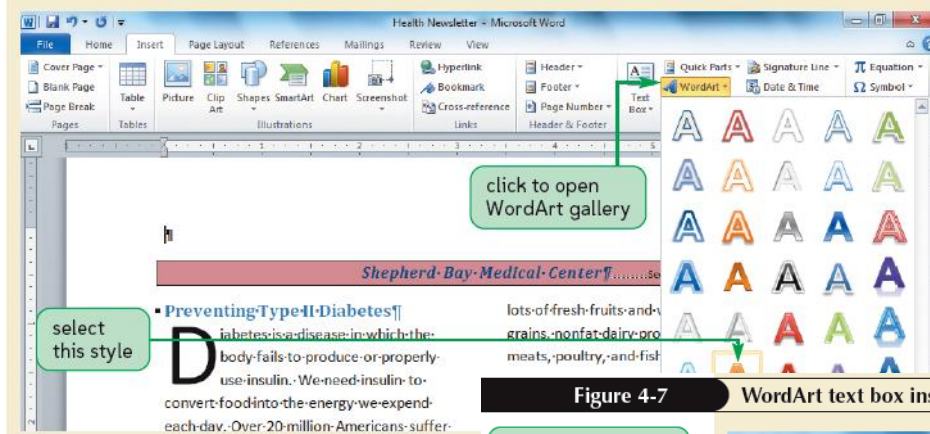 Health Newsletter - Microsoft Word
File Home Insert Page Layout References Mailings Review View
Cover Page
Blank Page
Page Break
Pages
Table
Tables
Picture Clip Art Shapes SmartArt Chart Screenshot
Illustrations
Hyperlink
Bookmark
Cross-reference
Links
Header
Footer
Page Number
Header & Footer
Text Box
Quick Parts
WordArt
Signature Line
Date & Time
Equation
Symbol
click to open
WordArt gallery
Shepherd·Bay·Medical·Center¶
select
this style
Preventing·Type·II·Diabetes¶
Diabetes·is·a·disease·in·which·the·
body·fails·to·produce·or·properly·
use·insulin.·We·need·insulin·to·
convert·food·into·the·energy·we·expend·
each·day.·Over·20·million·Americans·suffer·
lots·of·fresh·fruits·and·
grains,·nonfat·dairy·pro
meats,·poultry,·and·fish
Figure 4-7
WordArt text box ins